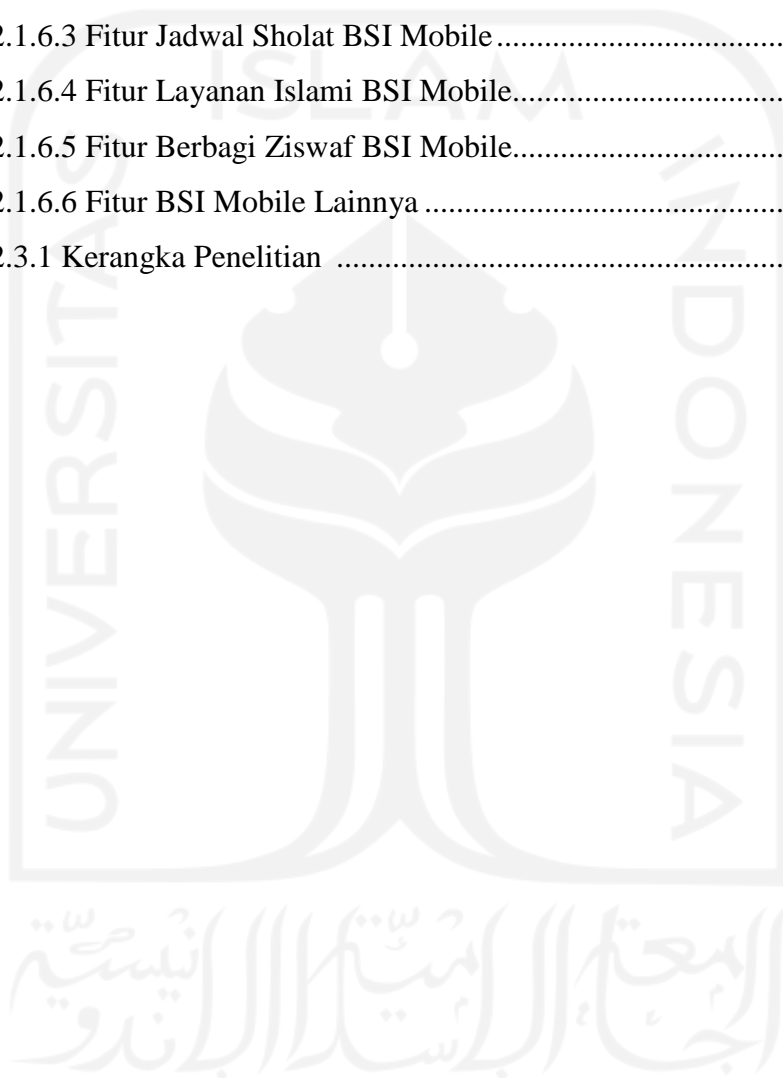 2.1.6.3 Fitur Jadwal Sholat BSI Mobile........................................
2.1.6.4 Fitur Layanan Islami BSI Mobile........................................
2.1.6.5 Fitur Berbagi Ziswaf BSI Mobile........................................
2.1.6.6 Fitur BSI Mobile Lainnya ........................................
2.3.1 Kerangka Penelitian ........................................
UNIVERSITAS
ISLAM
INDONESIA